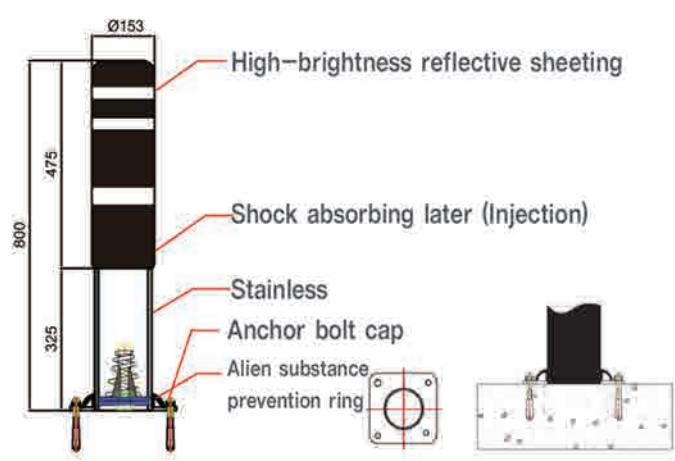 Ø153
High-brightness reflective sheeting
475
800
Shock absorbing later (Injection)
Stainless
325
Anchor bolt cap
Alien substance
prevention ring